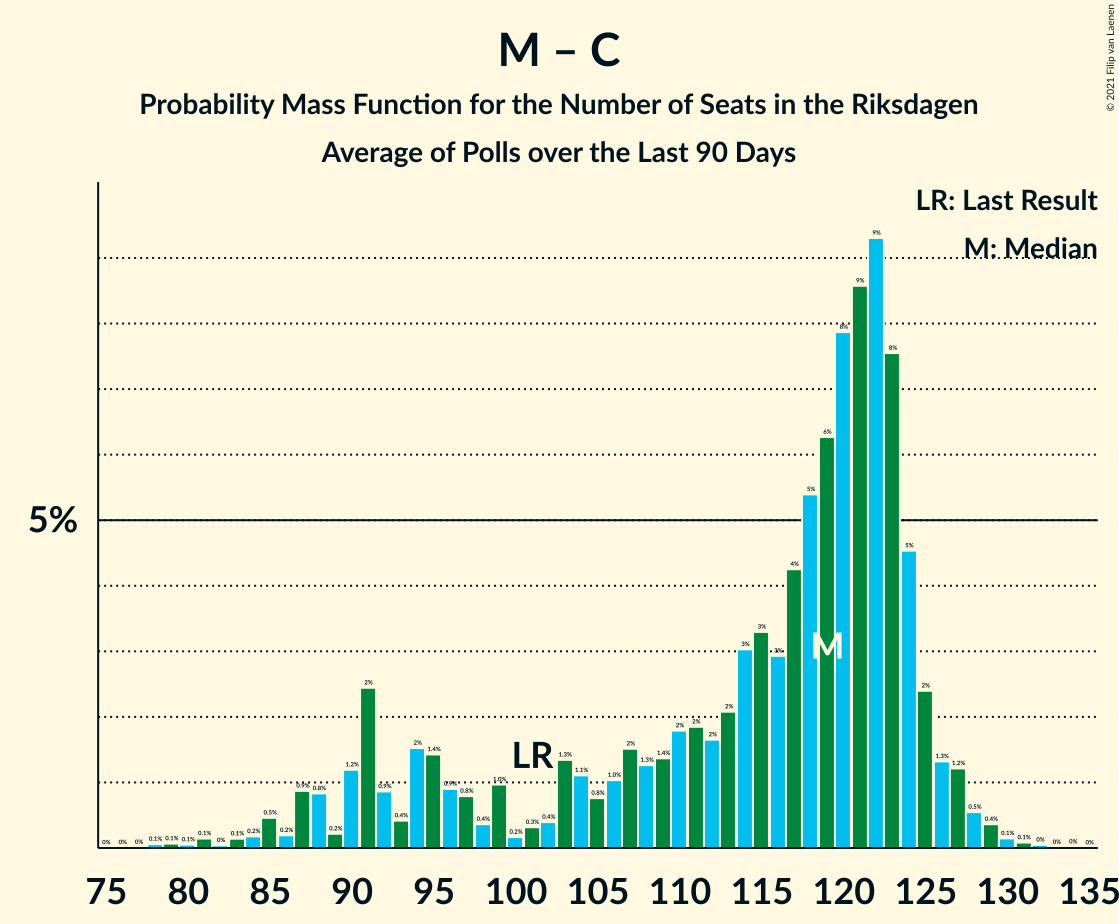 M – C
Probability Mass Function for the Number of Seats in the Riksdagen
Average of Polls over the Last 90 Days
© 2021 Filip van Laenen
LR: Last Result
M: Median
5%
LR
M
0% 0% 0% 0.1% 0.1% 0.1% 0.1% 0% 0.1% 0.2% 0.5% 0.2% 0.9% 0.8% 0.2% 1.2% 2% 0.9% 0.4% 2% 1.4% 0.9% 0.8% 0.4% 1.0% 0.2% 0.3% 0.4% 1.3% 1.1% 0.8% 1.0% 2% 1.3% 1.4% 2% 2% 2% 2% 3% 3% 3% 4% 5% 6% 8% 9% 9% 8% 5% 2% 1.3% 1.2% 0.5% 0.4% 0.1% 0.1% 0% 0% 0% 0%
75 80 85 90 95 100 105 110 115 120 125 130 135